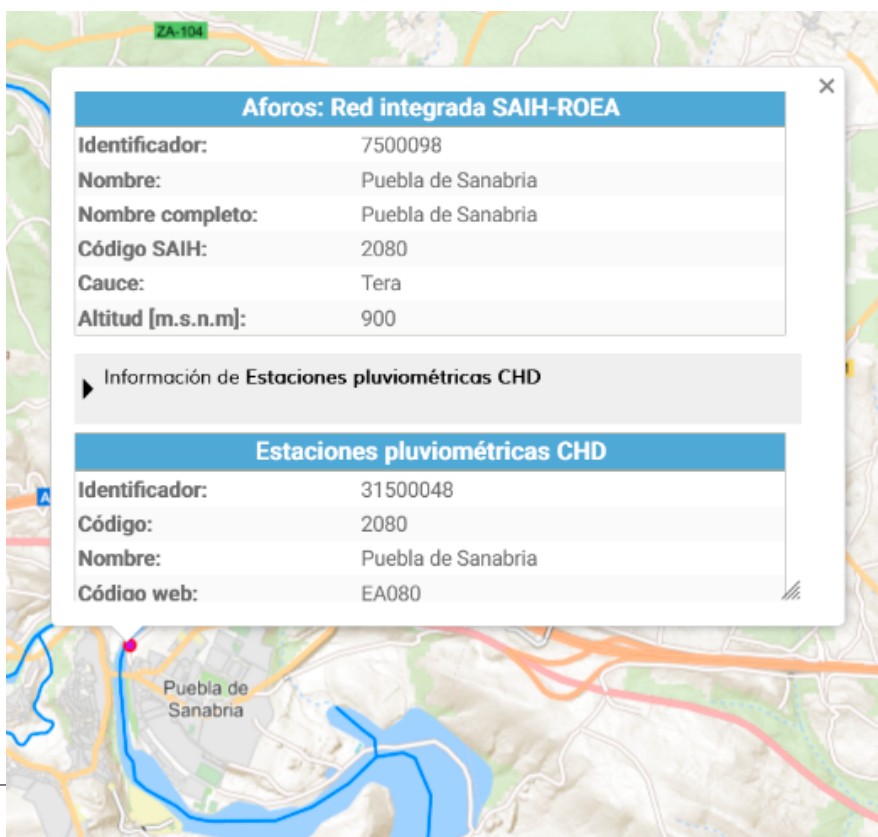 ZA-104
×
Aforos: Red integrada SAIH-ROEA
Identificador: 7500098
Nombre: Puebla de Sanabria
Nombre completo: Puebla de Sanabria
Código SAIH: 2080
Cauce: Tera
Altitud [m.s.n.m]: 900
Información de Estaciones pluviométricas CHD
Estaciones pluviométricas CHD
Identificador: 31500048
Código: 2080
Nombre: Puebla de Sanabria
Código web: EA080
A
Puebla de
Sanabria